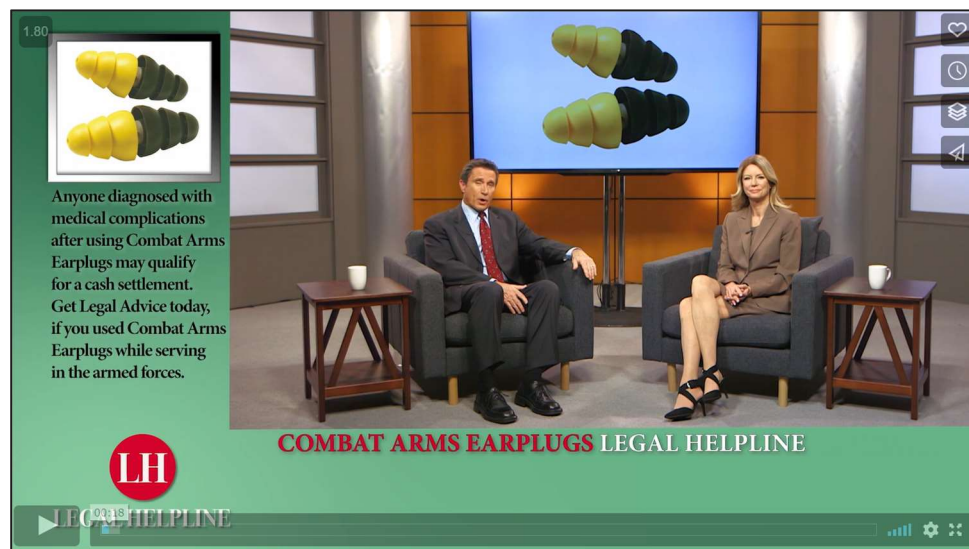 1.80
Anyone diagnosed with
medical complications
after using Combat Arms
Earplugs may qualify
for a cash settlement.
Get Legal Advice today,
if you used Combat Arms
Earplugs while serving
in the armed forces.
COMBAT ARMS EARPLUGS LEGAL HELPLINE
LH
LEGAL HELPLINE
00:18